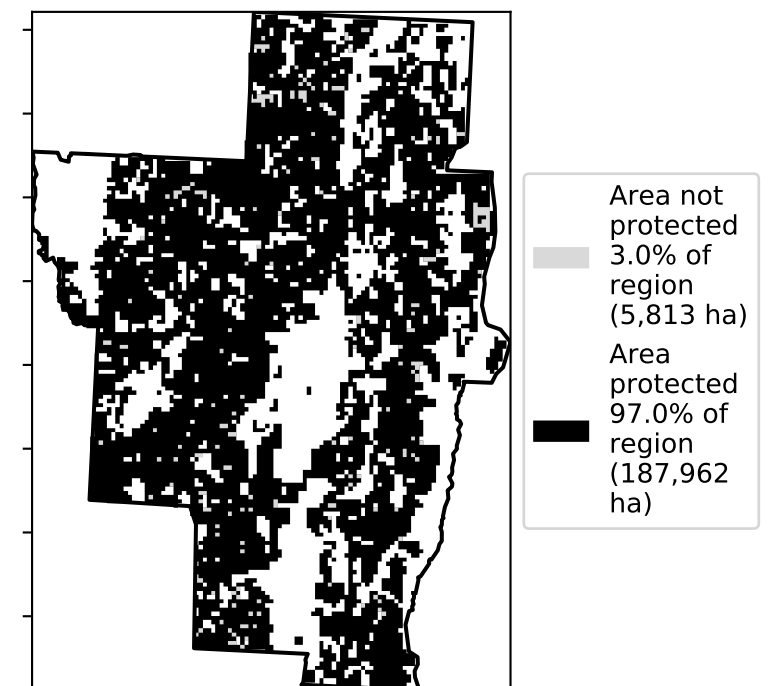 Area not
protected
3.0% of
region
(5,813 ha)
Area
protected
97.0% of
region
(187,962
ha)